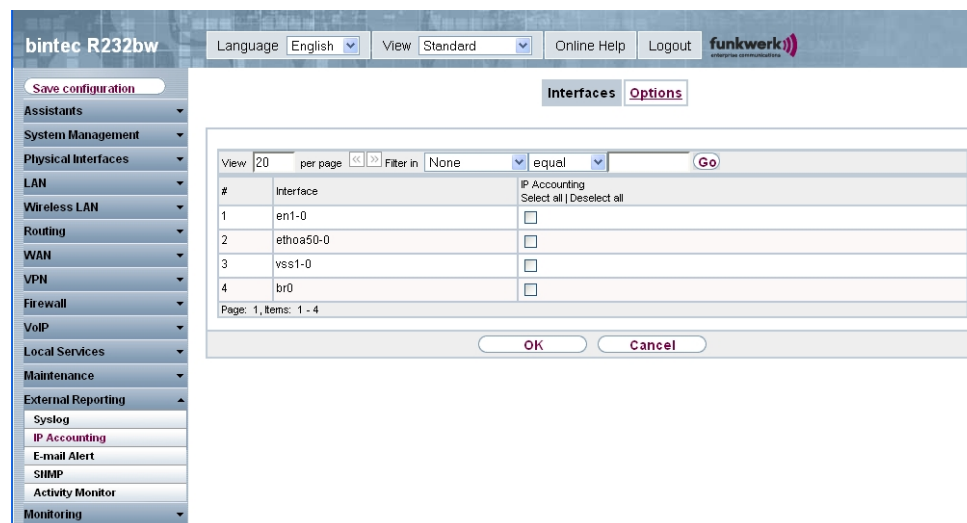 bintec R232bw
Language English View Standard Online Help Logout funkwerk
enterprise communications
Save configuration
Assistants
System Management
Physical Interfaces
LAN
Wireless LAN
Routing
WAN
VPN
Firewall
VoIP
Local Services
Maintenance
External Reporting
Syslog
IP Accounting
E-mail Alert
SNMP
Activity Monitor
Monitoring
Interfaces Options
View 20 per page << >> Filter in None equal Go
# Interface IP Accounting
Select all | Deselect all
1 en1-0
2 ethoa50-0
3 vss1-0
4 br0
Page: 1, Items: 1 - 4
OK Cancel